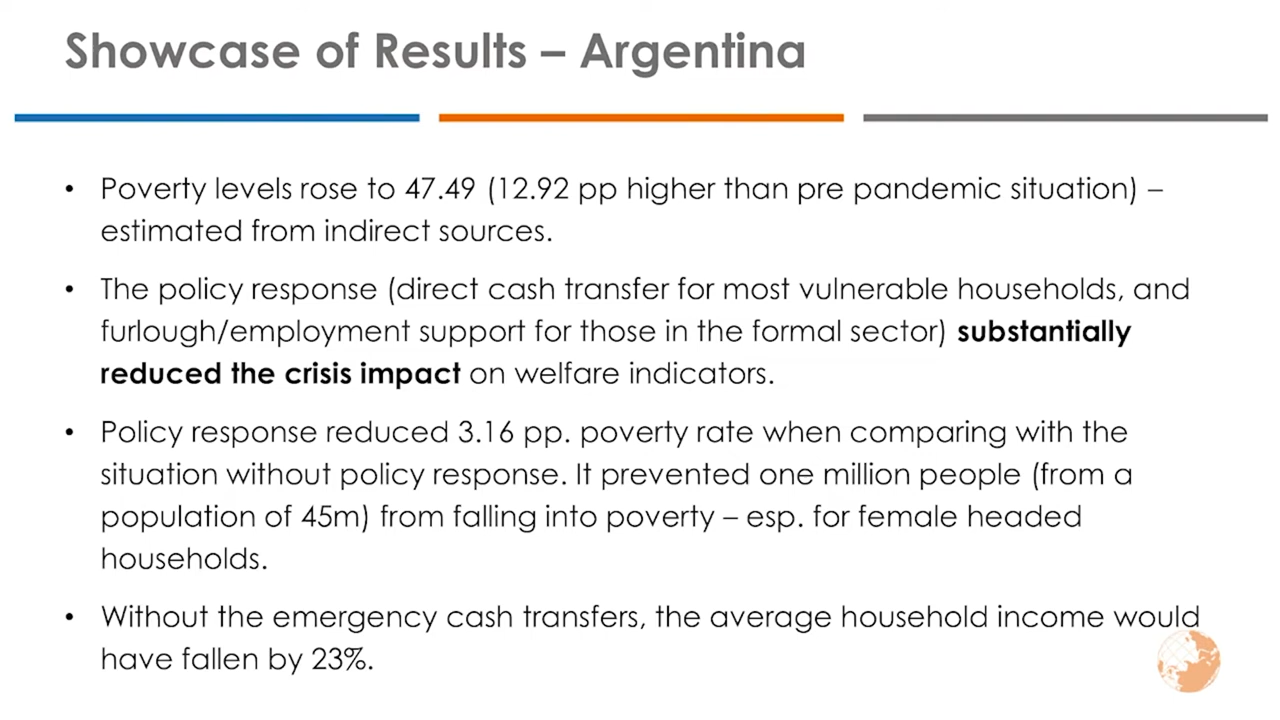 Showcase of Results – Argentina
• Poverty levels rose to 47.49 (12.92 pp higher than pre pandemic situation) –
estimated from indirect sources.
• The policy response (direct cash transfer for most vulnerable households, and
furlough/employment support for those in the formal sector) substantially
reduced the crisis impact on welfare indicators.
• Policy response reduced 3.16 pp. poverty rate when comparing with the
situation without policy response. It prevented one million people (from a
population of 45m) from falling into poverty – esp. for female headed
households.
• Without the emergency cash transfers, the average household income would
have fallen by 23%.